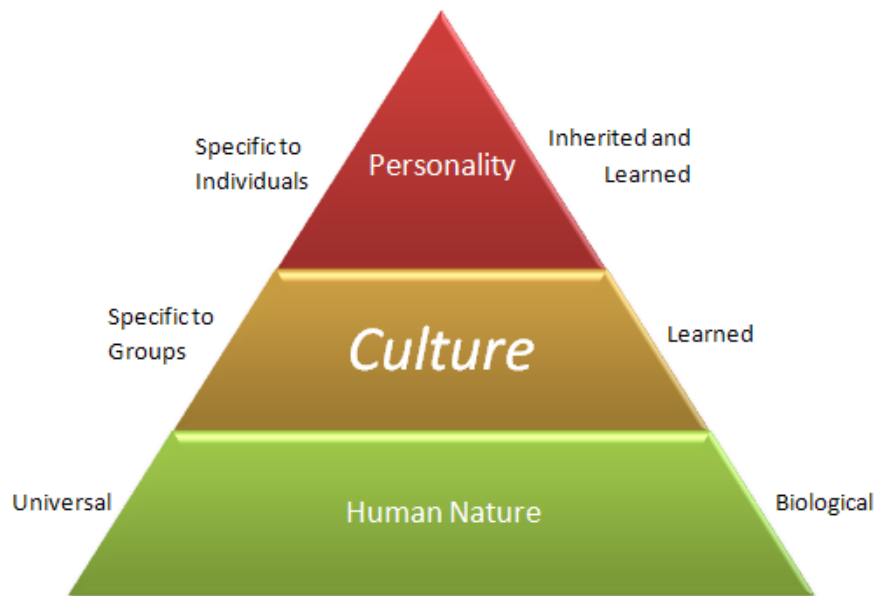 Specific to
Individuals
Personality
Inherited and
Learned
Specific to
Groups
Culture
Learned
Universal
Human Nature
Biological